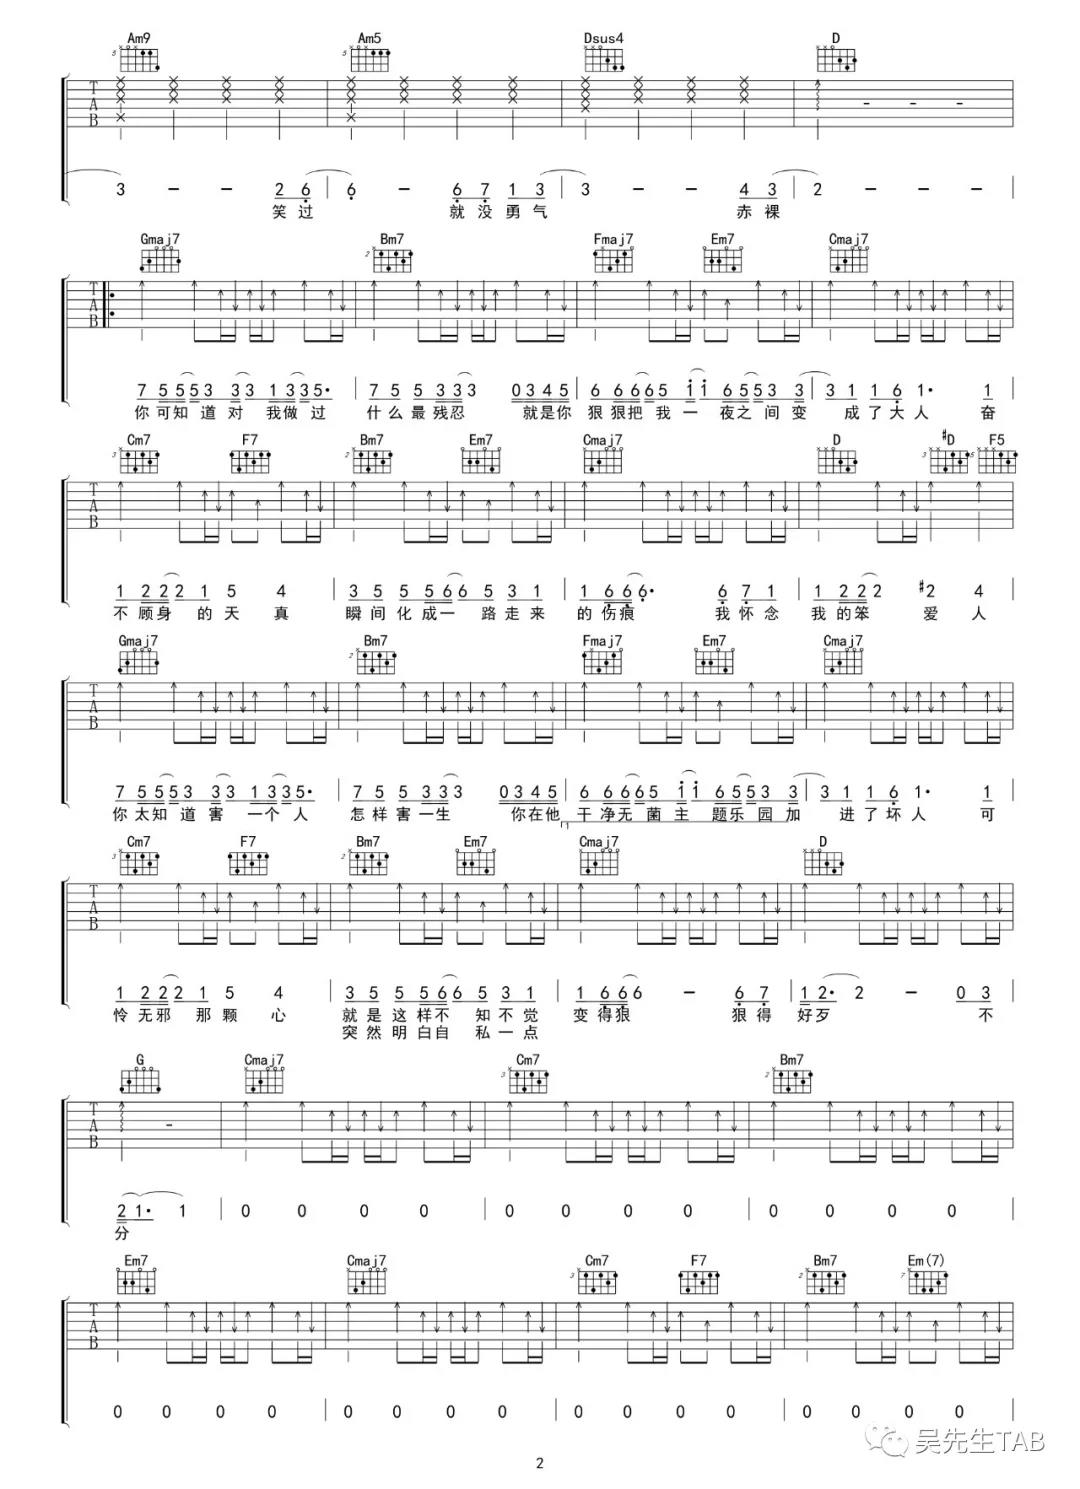 Am9 Am5 Dsus4 D
3 — — 2 6 6 — 6 7 1 3 3 — — 4 3 2 — — —
笑 过 就 没 勇 气 赤 裸
Gmaj7 Bm7 Fmaj7 Em7 Cmaj7
7 5 5 5 3 3 3 1 3 3 5· 7 5 5 3 3 3 0 3 4 5 6 6 6 6 5 1 1 6 5 5 3 3 3 1 1 6 1· 1
你 可 知 道 对 我 做 过 什 么 最 残 忍 就 是 你 狠 狠 把 我 一 夜 之 间 变 成 了 大 人 奋
Cm7 F7 Bm7 Em7 Cmaj7 D #D F5
1 2 2 2 1 5 4 3 5 5 5 6 6 5 3 1 1 6 6 6· 6 7 1 1 2 2 2 #2 4
不 顾 身 的 天 真 瞬 间 化 成 一 路 走 来 的 伤 痕 我 怀 念 我 的 笨 爱 人
Gmaj7 Bm7 Fmaj7 Em7 Cmaj7
7 5 5 5 3 3 3 1 3 3 5· 7 5 5 3 3 3 0 3 4 5 6 6 6 6 5 1 1 6 5 5 3 3 3 1 1 6 1· 1
你 太 知 道 害 一 个 人 怎 样 害 一 生 你 在 他 干 净 无 菌 主 题 乐 园 加 进 了 坏 人 可
Cm7 F7 Bm7 Em7 Cmaj7 D
1 2 2 2 1 5 4 3 5 5 5 6 6 5 3 1 1 6 6 6 — 6 7 1 2· 2 — 0 3
怜 无 邪 那 颗 心 就 是 这 样 不 知 不 觉 变 得 狠 狠 得 好 歹 不
突 然 明 白 自 私 一 点
G Cmaj7 Cm7 Bm7
2 1· 1 0 0 0 0 0 0 0 0 0 0 0 0
分
Em7 Cmaj7 Cm7 F7 Bm7 Em(7)
0 0 0 0 0 0 0 0 0 0 0 0 0 0 0 0
吴先生TAB
2